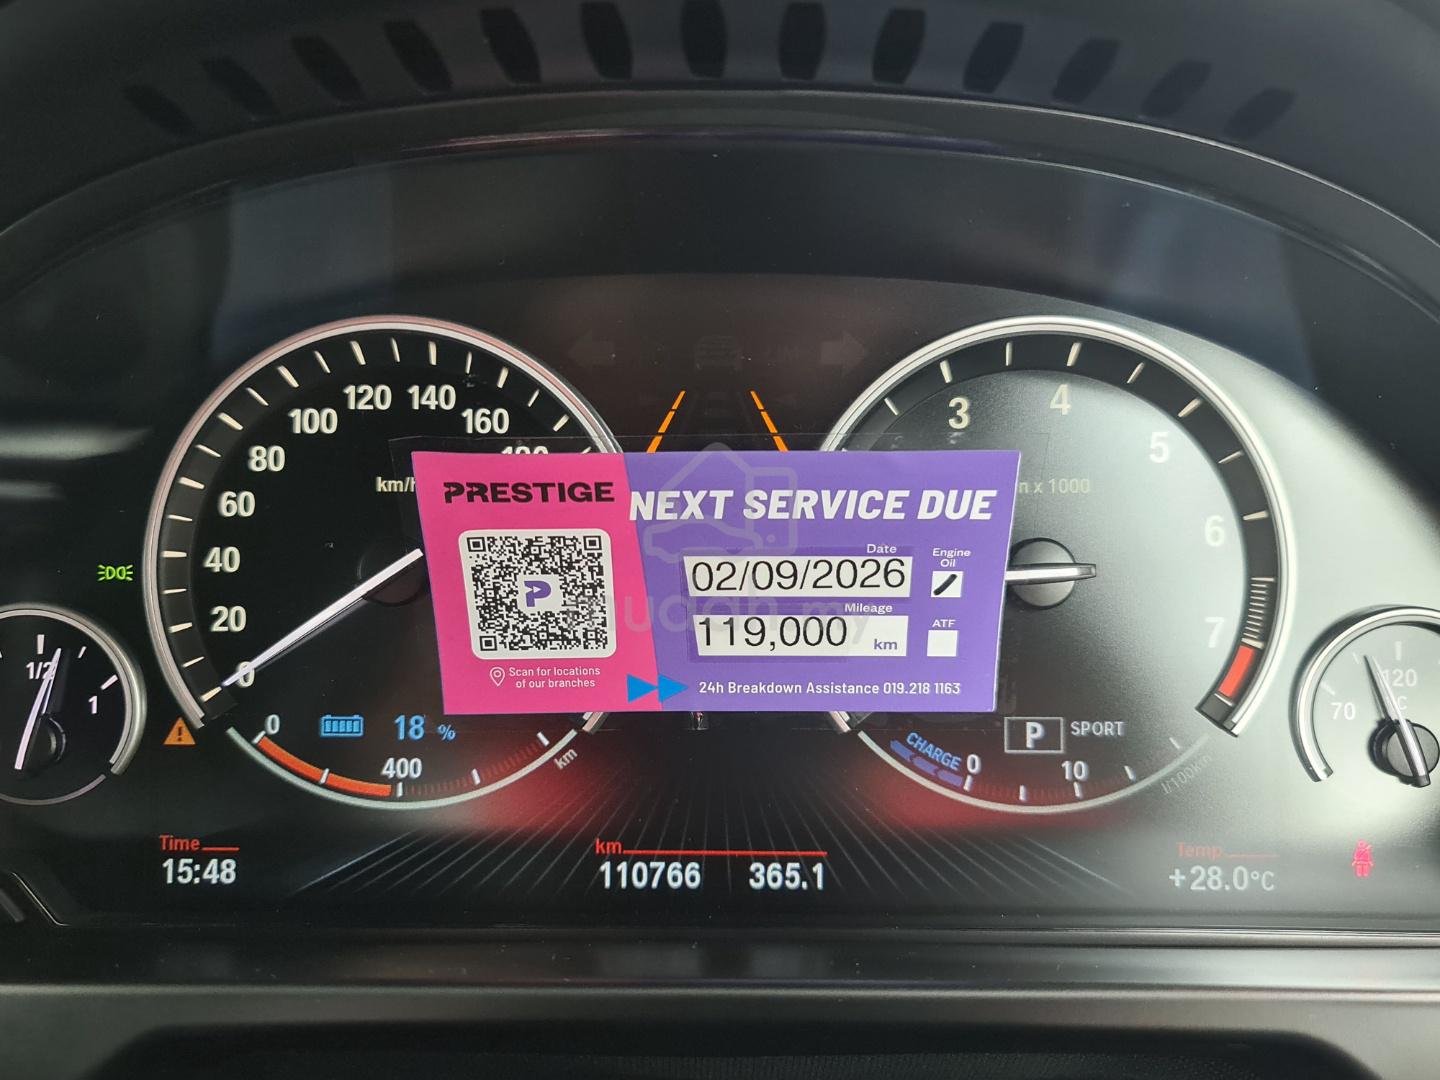 120 140
100 160
80
60
40
20
0
km/h
3 4 5 6 7
x 1000
PRESTIGE
P
Scan for locations
of our branches
NEXT SERVICE DUE
Date
02/09/2026
Mileage
119,000 km
Engine
Oil
ATF
24h Breakdown Assistance 019.218 1163
mudah.my
1/2 1
0 18 %
400 km
P SPORT
CHARGE 0 10
l/100km
70 120
°C
Time
15:48
km
110766 365.1
Temp
+28.0°C